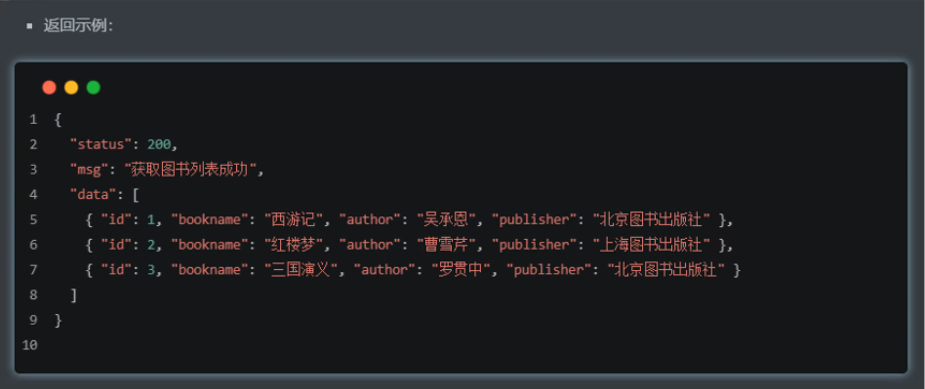 ▪ 返回示例：
1 {
2   "status": 200,
3   "msg": "获取图书列表成功",
4   "data": [
5     { "id": 1, "bookname": "西游记", "author": "吴承恩", "publisher": "北京图书出版社" },
6     { "id": 2, "bookname": "红楼梦", "author": "曹雪芹", "publisher": "上海图书出版社" },
7     { "id": 3, "bookname": "三国演义", "author": "罗贯中", "publisher": "北京图书出版社" }
8   ]
9 }
10